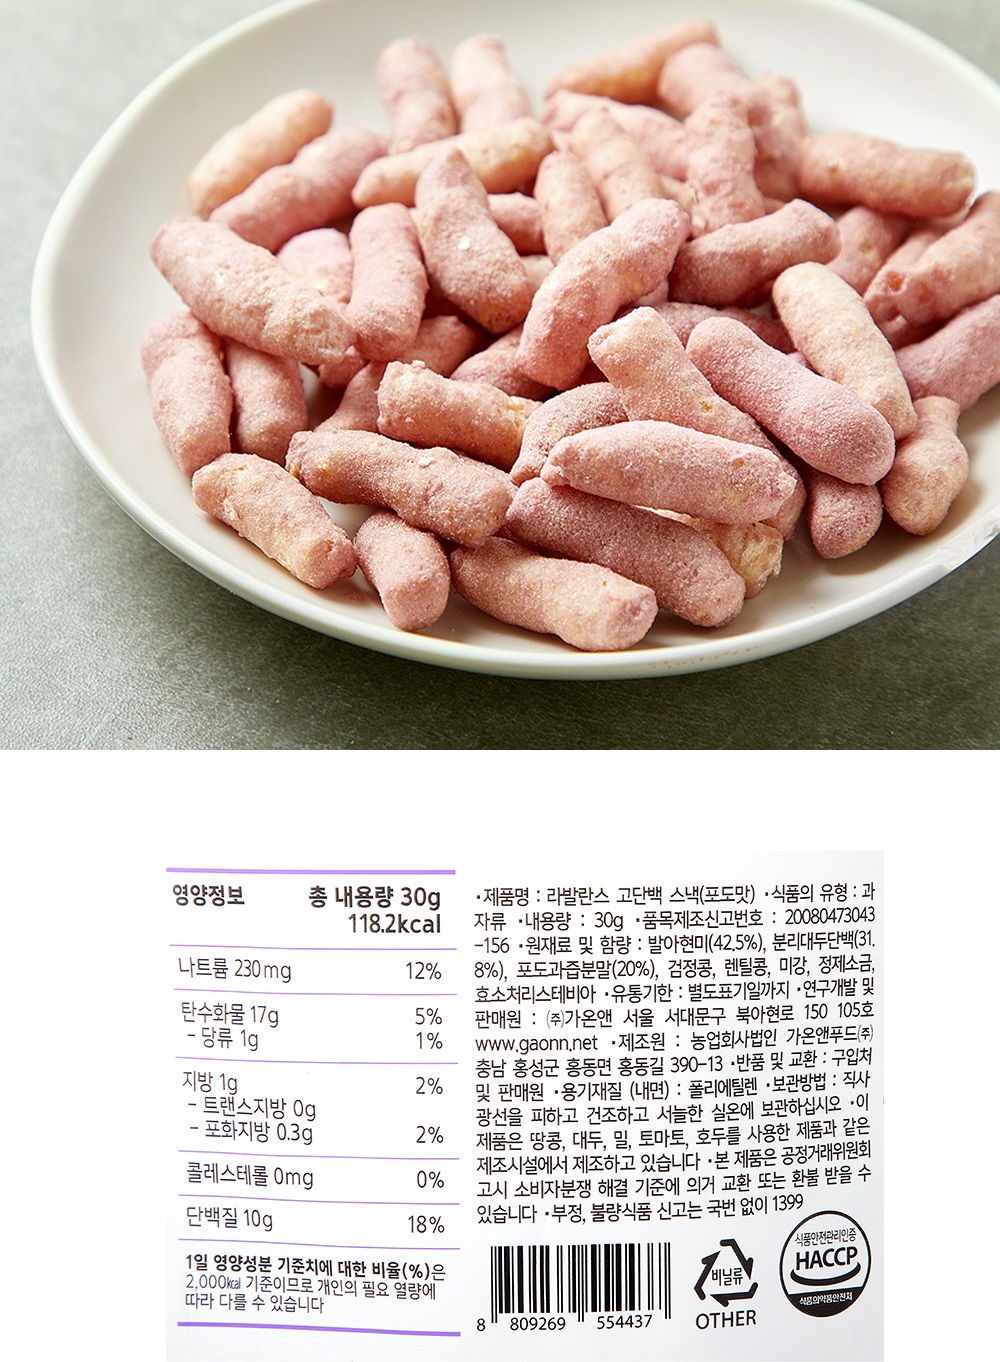 영양정보 총 내용량 30g
118.2kcal
나트륨 230mg 12%
탄수화물 17g 5%
- 당류 1g 1%
지방 1g 2%
- 트랜스지방 0g
- 포화지방 0.3g 2%
콜레스테롤 0mg 0%
단백질 10g 18%
1일 영양성분 기준치에 대한 비율(%)은
2,000kcal 기준이므로 개인의 필요 열량에
따라 다를 수 있습니다
·제품명 : 라발란스 고단백 스낵(포도맛) ·식품의 유형 : 과
자류 ·내용량 : 30g ·품목제조신고번호 : 20080473043
-156 ·원재료 및 함량 : 발아현미(42.5%), 분리대두단백(31.
8%), 포도과즙분말(20%), 검정콩, 렌틸콩, 미강, 정제소금,
효소처리스테비아 ·유통기한 : 별도표기일까지 ·연구개발 및
판매원 : ㈜가온앤 서울 서대문구 북아현로 150 105호
www.gaonn.net ·제조원 : 농업회사법인 가온앤푸드㈜
충남 홍성군 홍동면 홍동길 390-13 ·반품 및 교환 : 구입처
및 판매원 ·용기재질 (내면) : 폴리에틸렌 ·보관방법 : 직사
광선을 피하고 건조하고 서늘한 실온에 보관하십시오 ·이
제품은 땅콩, 대두, 밀, 토마토, 호두를 사용한 제품과 같은
제조시설에서 제조하고 있습니다 ·본 제품은 공정거래위원회
고시 소비자분쟁 해결 기준에 의거 교환 또는 환불 받을 수
있습니다 ·부정, 불량식품 신고는 국번 없이 1399
8 809269 554437
비닐류
OTHER
식품안전관리인증
HACCP
식품의약품안전처